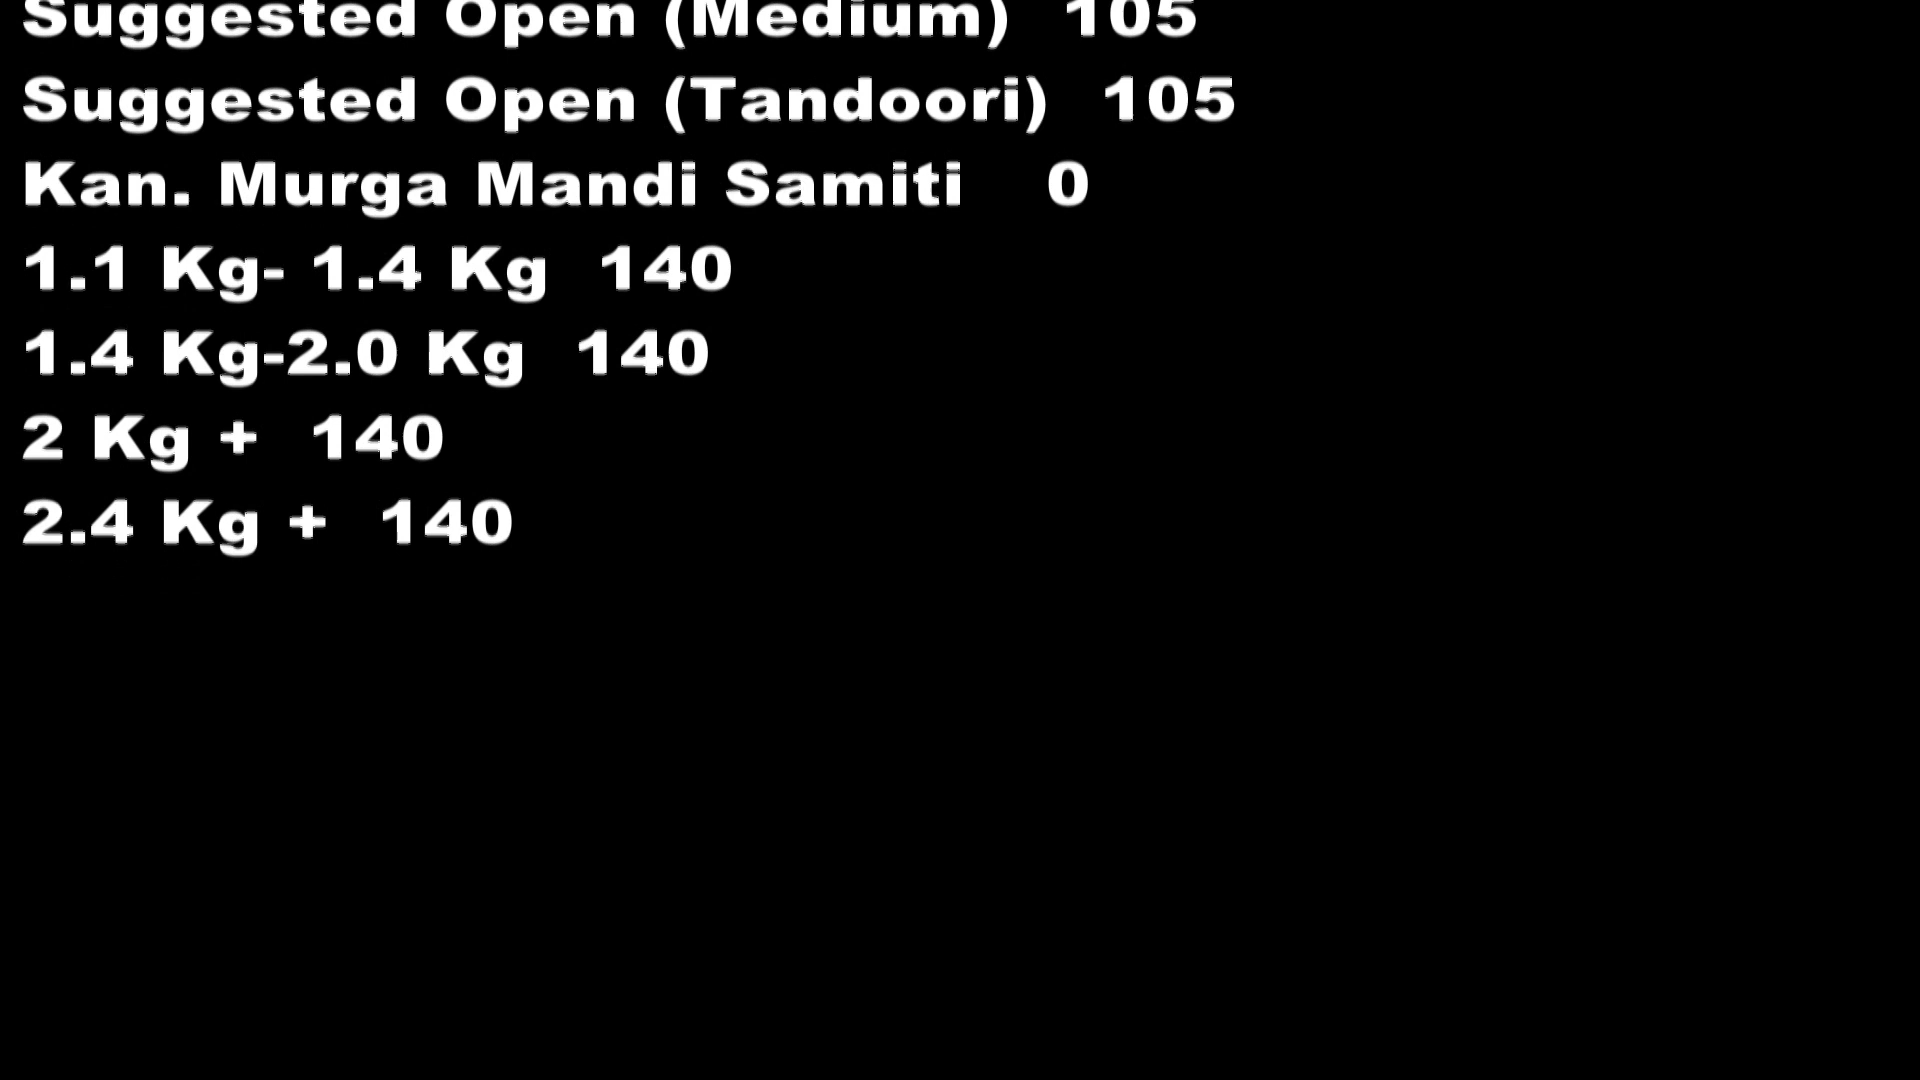 Suggested Open (Medium) 105
Suggested Open (Tandoori) 105
Kan. Murga Mandi Samiti 0
1.1 Kg- 1.4 Kg 140
1.4 Kg-2.0 Kg 140
2 Kg + 140
2.4 Kg + 140